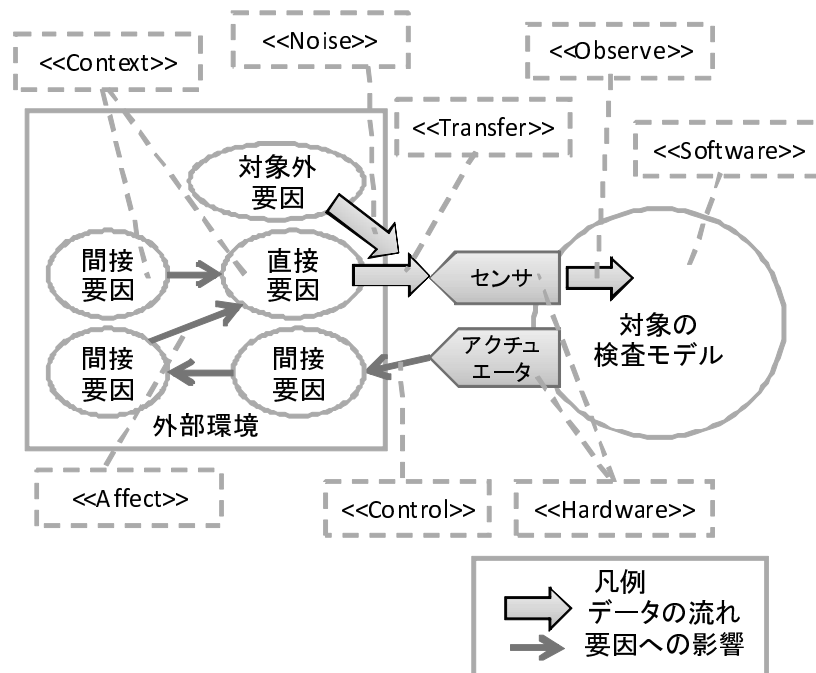 <<Noise>>
<<Observe>>
<<Context>>
<<Transfer>>
<<Software>>
対象外
要因
間接
要因
直接
要因
センサ
対象の
検査モデル
アクチュ
エータ
間接
要因
間接
要因
外部環境
<<Affect>>
<<Control>>
<<Hardware>>
凡例
データの流れ
要因への影響